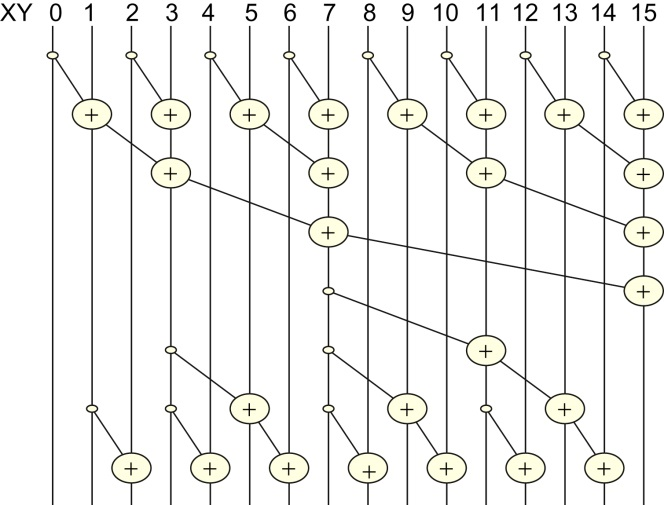 XY 0 1 2 3 4 5 6 7 8 9 10 11 12 13 14 15
+ + + + + + + +
+ + + +
+ +
+
+
+ + +
+ + + + + + +